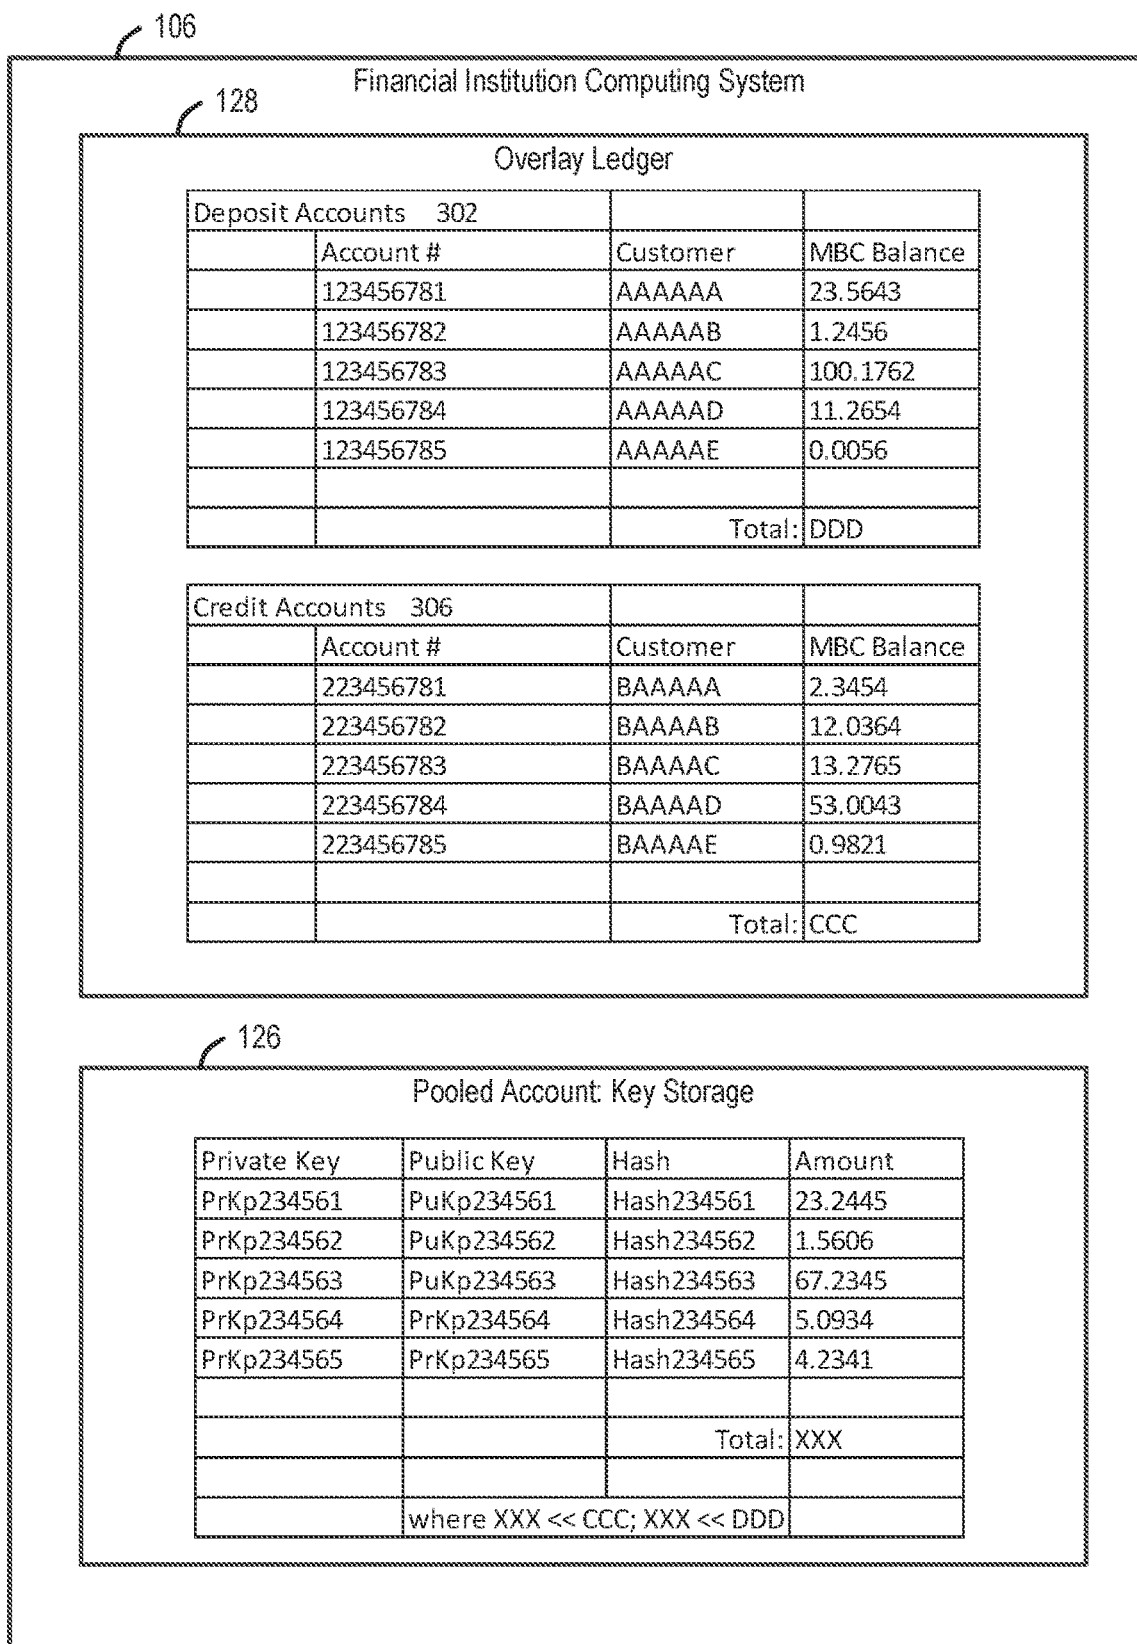 106
Financial Institution Computing System
128
Overlay Ledger
Deposit Accounts 302
Account # Customer MBC Balance
123456781 AAAAAA 23.5643
123456782 AAAAAB 1.2456
123456783 AAAAAC 100.1762
123456784 AAAAAD 11.2654
123456785 AAAAAE 0.0056
Total: DDD
Credit Accounts 306
Account # Customer MBC Balance
223456781 BAAAAA 2.3454
223456782 BAAAAB 12.0364
223456783 BAAAAC 13.2765
223456784 BAAAAD 53.0043
223456785 BAAAAE 0.9821
Total: CCC
126
Pooled Account: Key Storage
Private Key Public Key Hash Amount
PrKp234561 PuKp234561 Hash234561 23.2445
PrKp234562 PuKp234562 Hash234562 1.5606
PrKp234563 PuKp234563 Hash234563 67.2345
PrKp234564 PrKp234564 Hash234564 5.0934
PrKp234565 PrKp234565 Hash234565 4.2341
Total: XXX
where XXX << CCC; XXX << DDD